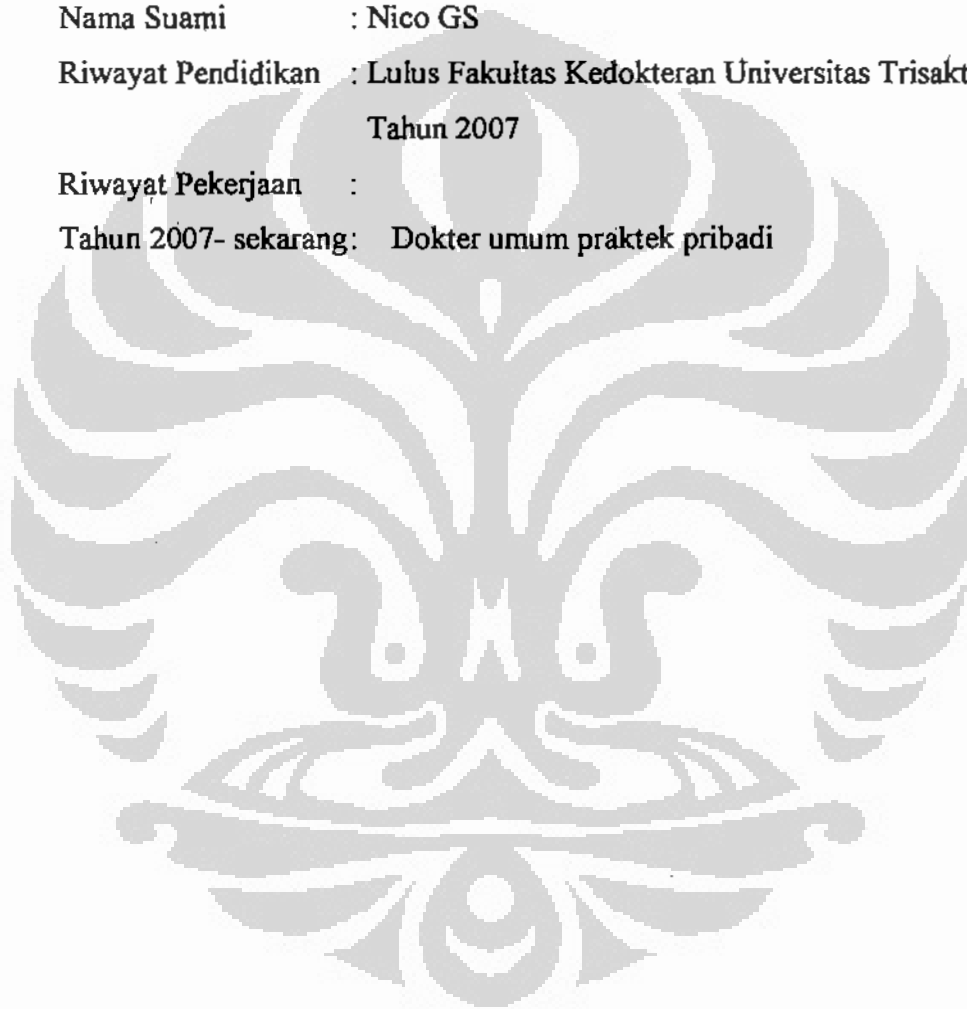 Nama Suami : Nico GS
Riwayat Pendidikan : Lulus Fakultas Kedokteran Universitas Trisakt
Tahun 2007
Riwayat Pekerjaan :
Tahun 2007- sekarang: Dokter umum praktek pribadi